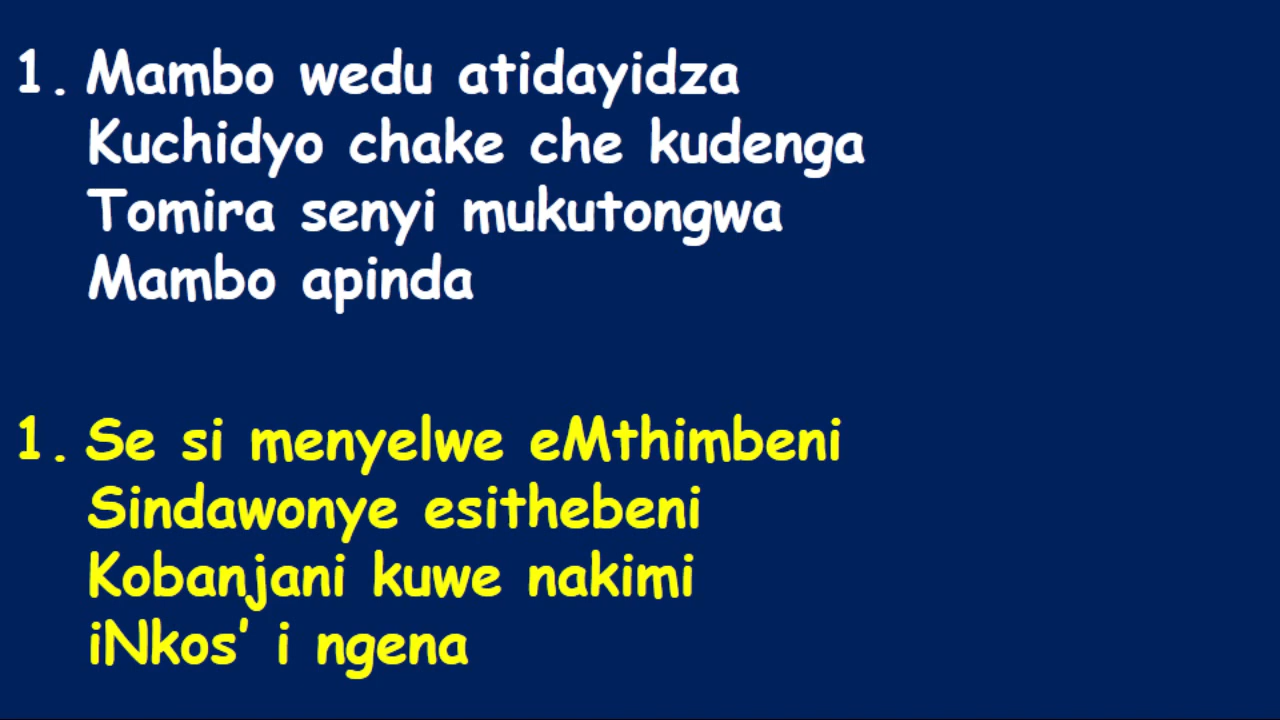 1. Mambo wedu atidayidza
Kuchidyo chake che kudenga
Tomira senyi mukutongwa
Mambo apinda
1. Se si menyelwe eMthimbeni
Sindawonye esithebeni
Kobanjani kuwe nakimi
iNkos' i ngena